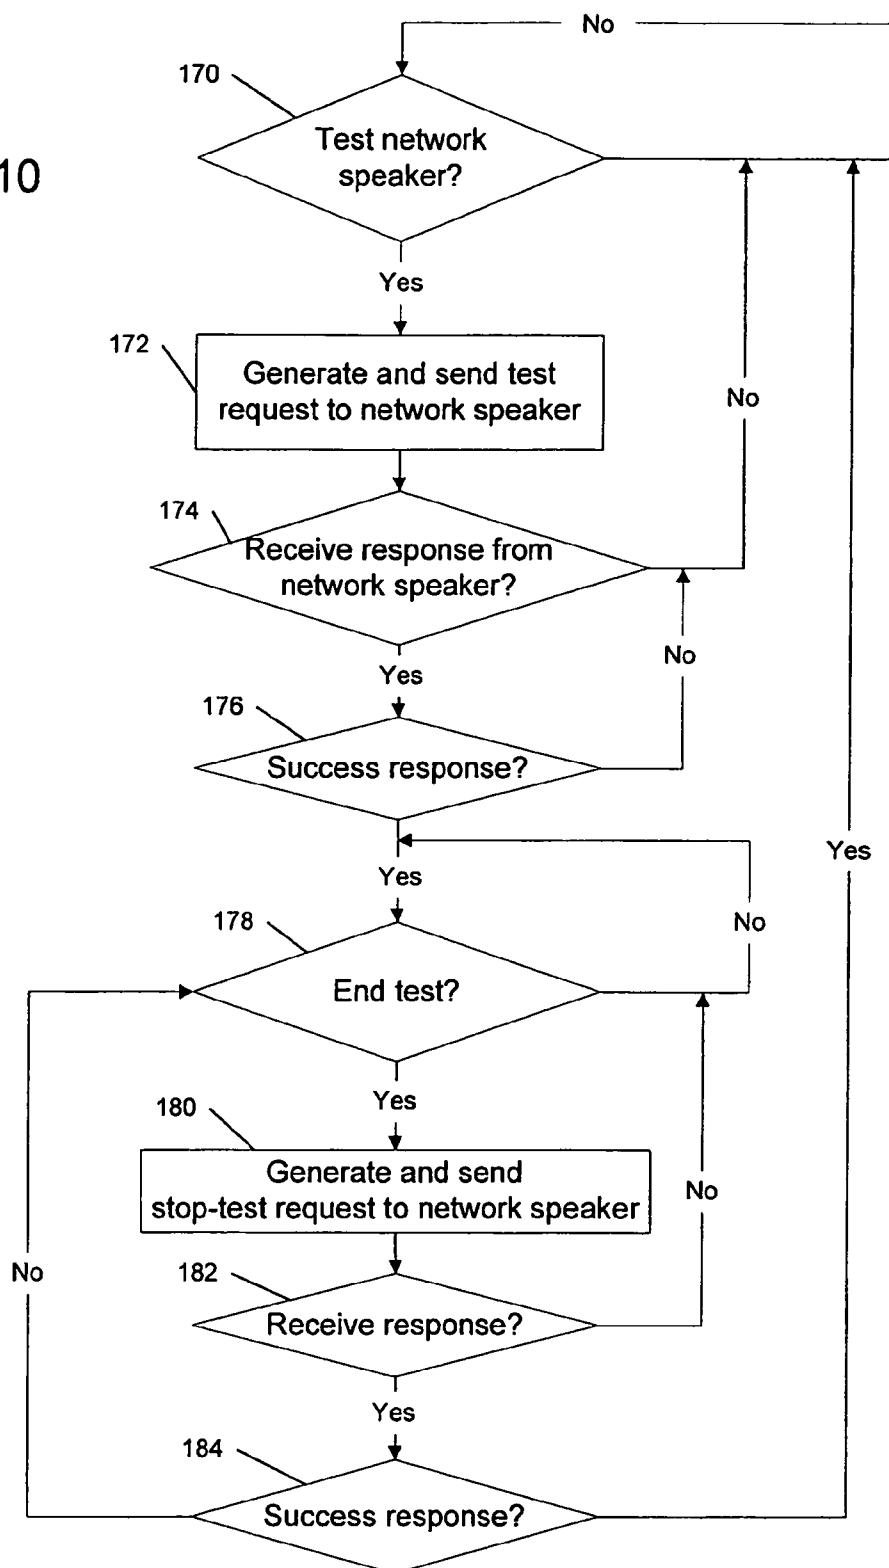 No
170
Test network
speaker?
10
Yes
172
Generate and send test
request to network speaker
No
174
Receive response from
network speaker?
No
Yes
176
Success response?
Yes
Yes
178
No
End test?
Yes
180
Generate and send
stop-test request to network speaker
No
No
182
Receive response?
Yes
184
Success response?